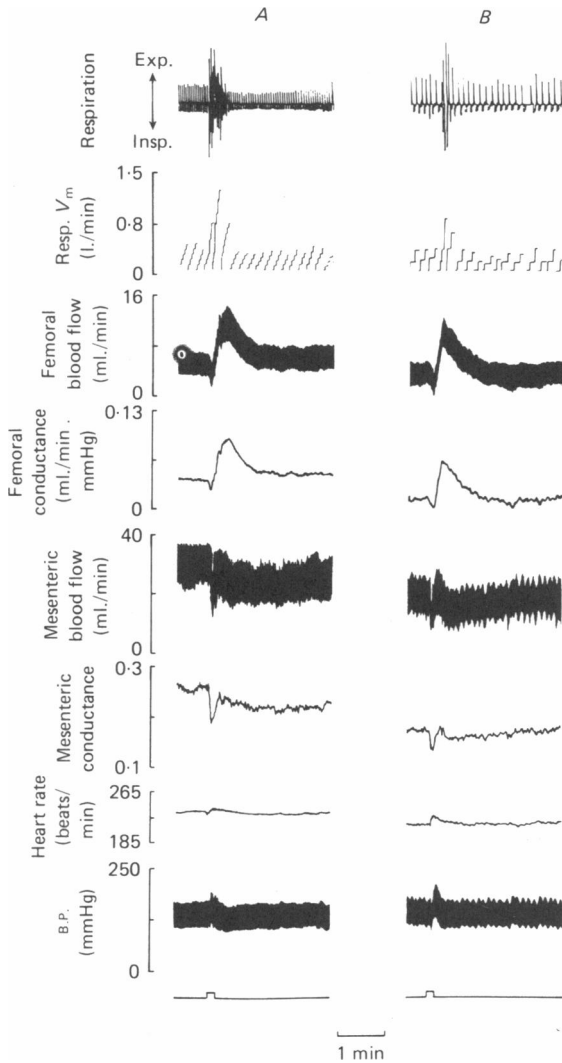 A
B
Exp.
Respiration
Insp.
1·5
Resp. Vm
(l./min)
0·8
0
16
Femoral
blood flow
(ml./min)
0
0·13
Femoral
conductance
(ml./min .
mmHg)
0
40
Mesenteric
blood flow
(ml./min)
0
0·3
Mesenteric
conductance
0·1
265
Heart rate
(beats/
min)
185
250
B.P.
(mmHg)
0
1 min